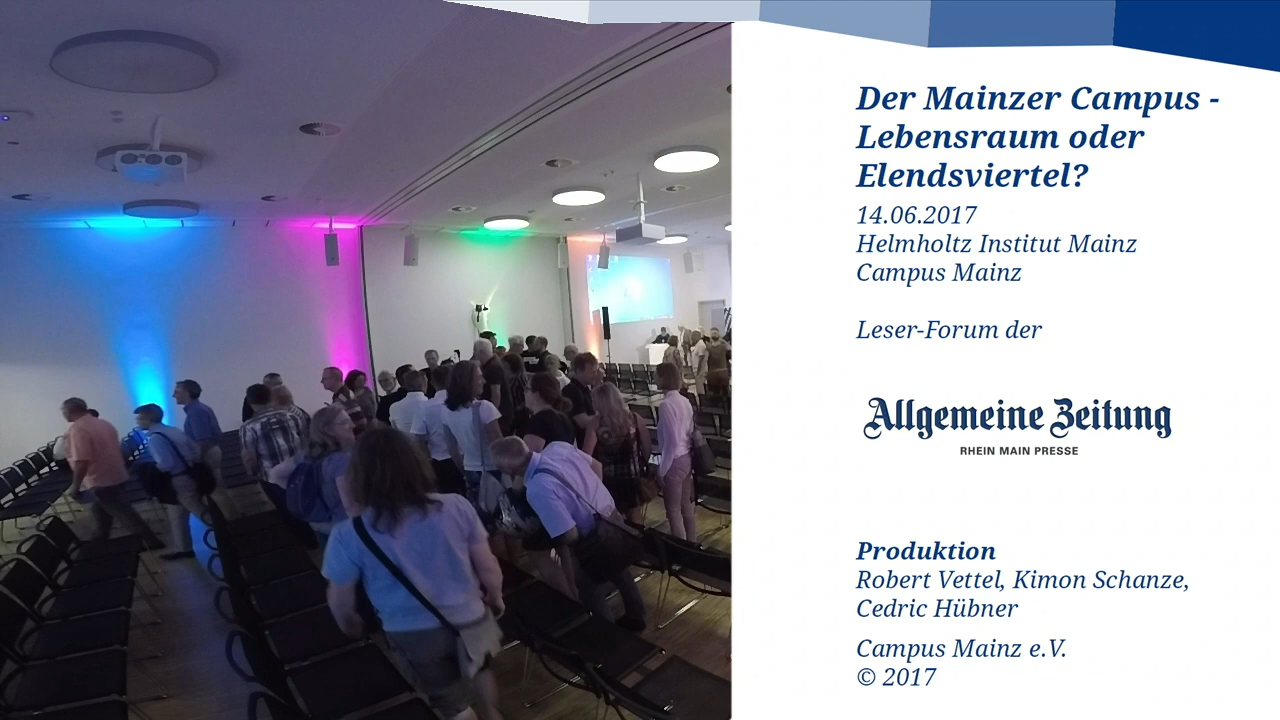 Der Mainzer Campus -
Lebensraum oder
Elendsviertel?
14.06.2017
Helmholtz Institut Mainz
Campus Mainz
Leser-Forum der
Allgemeine Zeitung
RHEIN MAIN PRESSE
Produktion
Robert Vettel, Kimon Schanze,
Cedric Hübner
Campus Mainz e.V.
© 2017